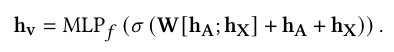 h_v = MLP_f (σ (W[h_A; h_X] + h_A + h_X)) .